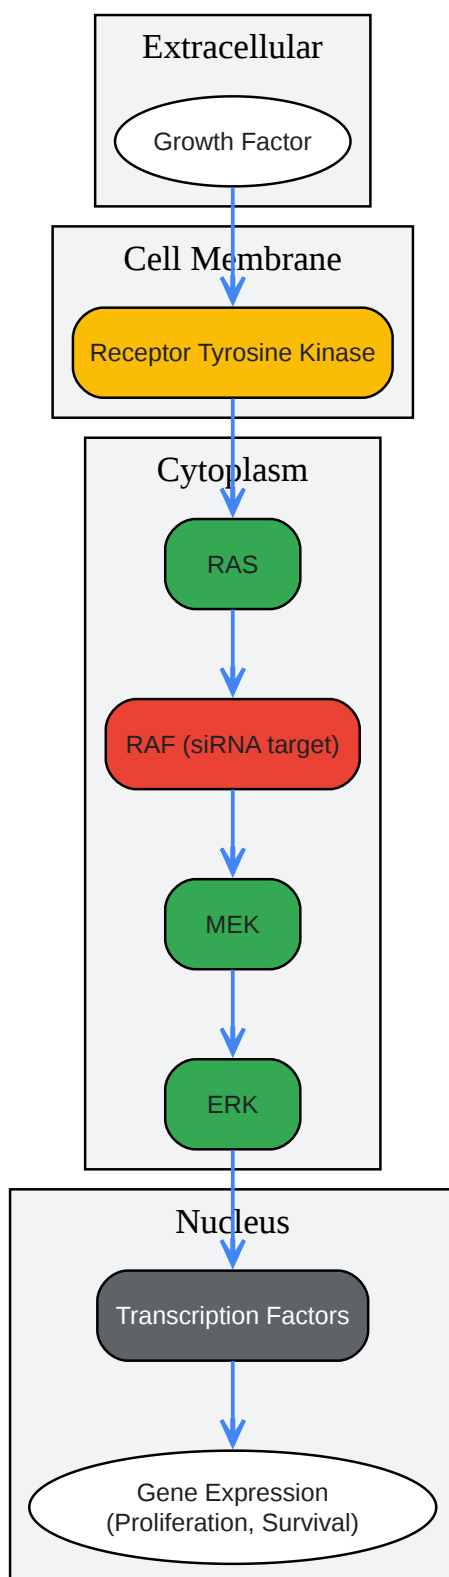 Extracellular
Growth Factor
Cell Membrane
Receptor Tyrosine Kinase
Cytoplasm
RAS
RAF (siRNA target)
MEK
ERK
Nucleus
Transcription Factors
Gene Expression
(Proliferation, Survival)